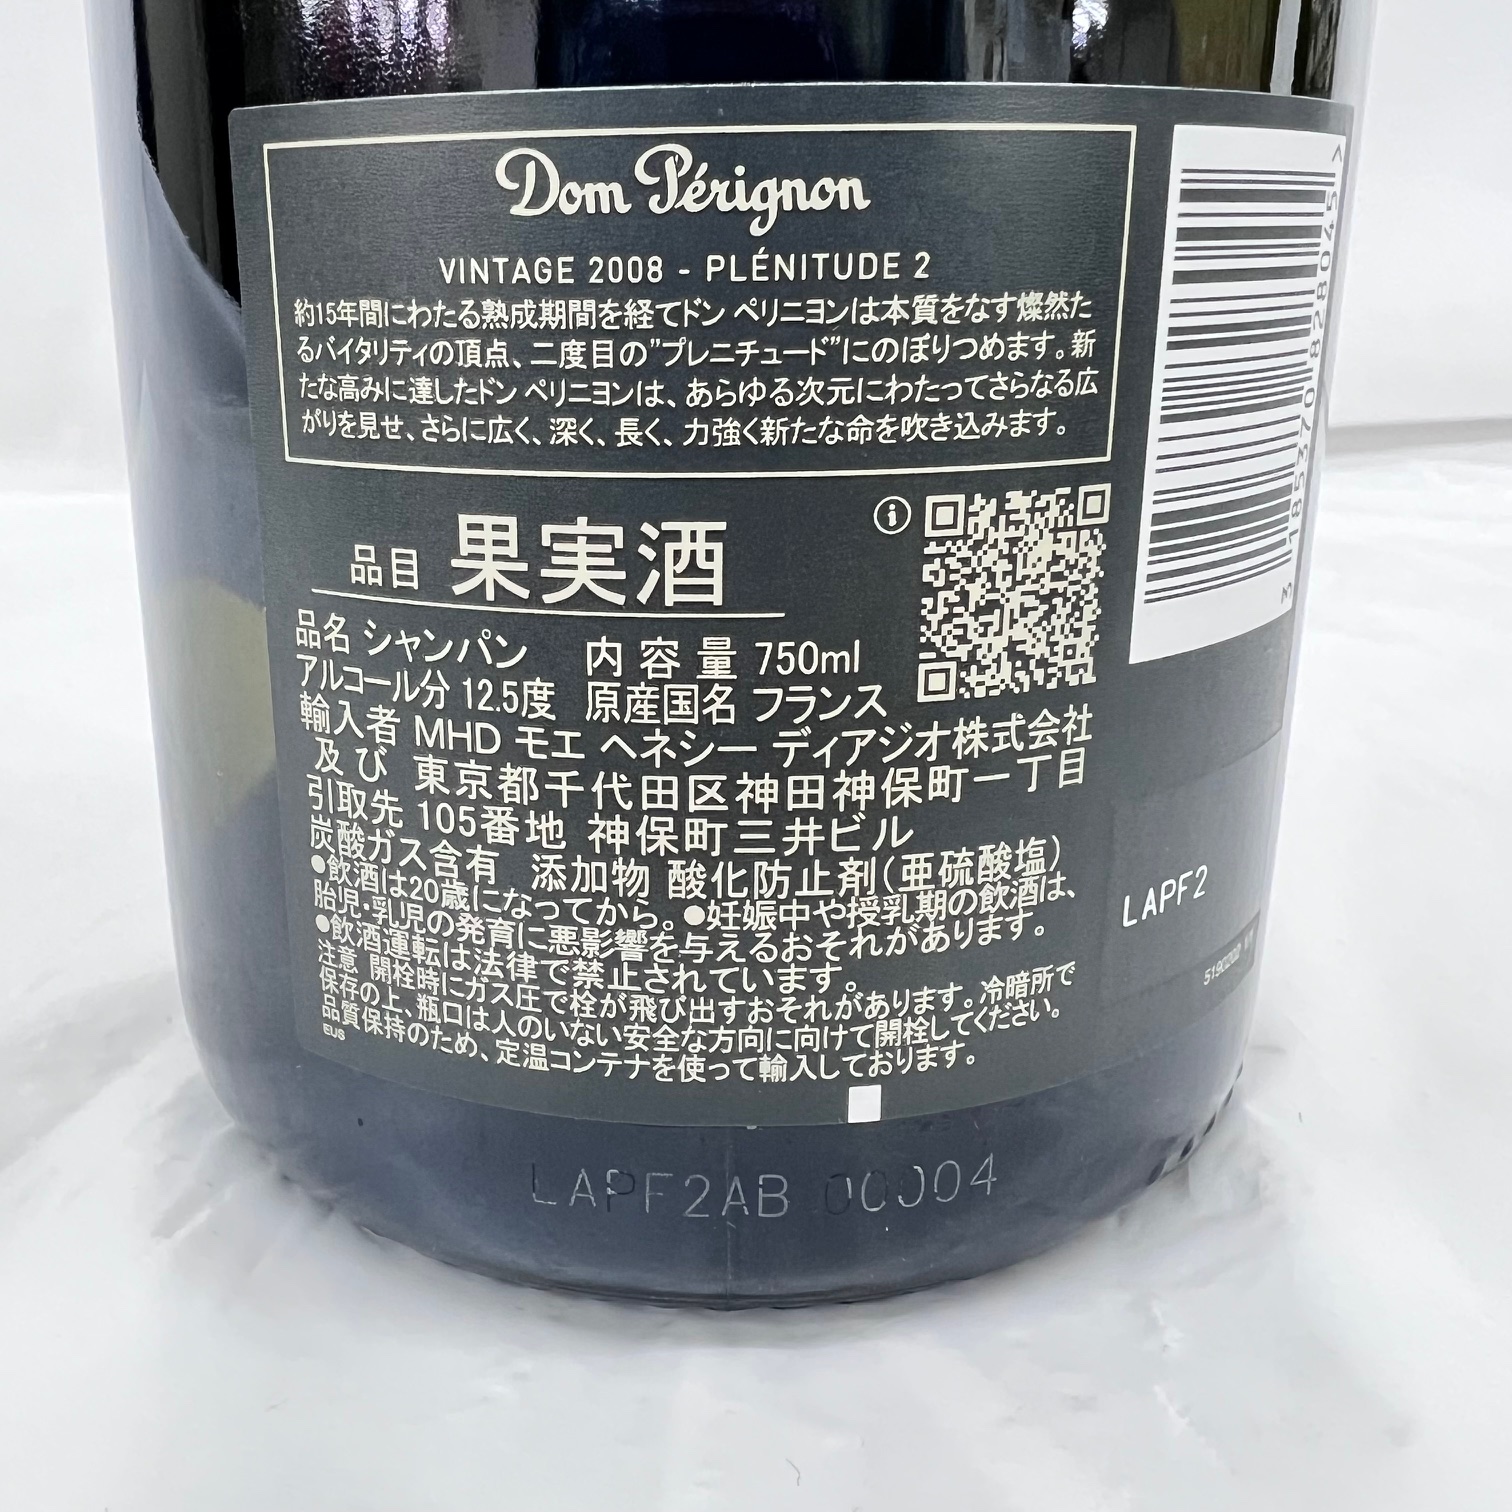 Dom Pérignon
VINTAGE 2008 - PLÉNITUDE 2
約15年間にわたる熟成期間を経てドン ペリニヨンは本質をなす燦然た
るバイタリティの頂点、二度目の"プレニチュード"にのぼりつめます。新
たな高みに達したドン ペリニヨンは、あらゆる次元にわたってさらなる広
がりを見せ、さらに広く、深く、長く、力強く新たな命を吹き込みます。
品目 果実酒
品名 シャンパン 内容量 750ml
アルコール分 12.5度 原産国名 フランス
輸入者 MHD モエ ヘネシー ディアジオ株式会社
及び 東京都千代田区神田神保町一丁目
引取先 105番地 神保町三井ビル
炭酸ガス含有 添加物 酸化防止剤(亜硫酸塩)
●飲酒は20歳になってから。●妊娠中や授乳期の飲酒は、
胎児・乳児の発育に悪影響を与えるおそれがあります。
●飲酒運転は法律で禁止されています。
注意 開栓時にガス圧で栓が飛び出すおそれがあります。冷暗所で
保存の上、瓶口は人のいない安全な方向に向けて開栓してください。
品質保持のため、定温コンテナを使って輸入しております。
EUS
3 185370 828045 >
LAPF2
LAPF2AB 00004